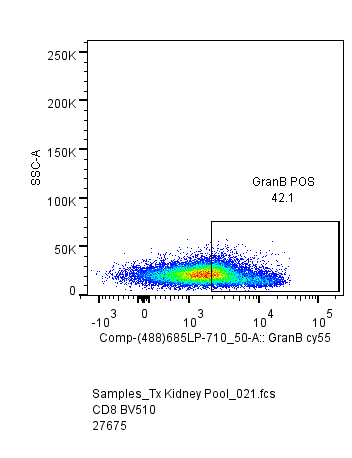 250K
200K
150K
100K
50K
0
SSC-A
GranB POS
42.1
-10^3 0 10^3 10^4 10^5
Comp-(488)685LP-710_50-A:: GranB cy55
Samples_Tx Kidney Pool_021.fcs
CD8 BV510
27675